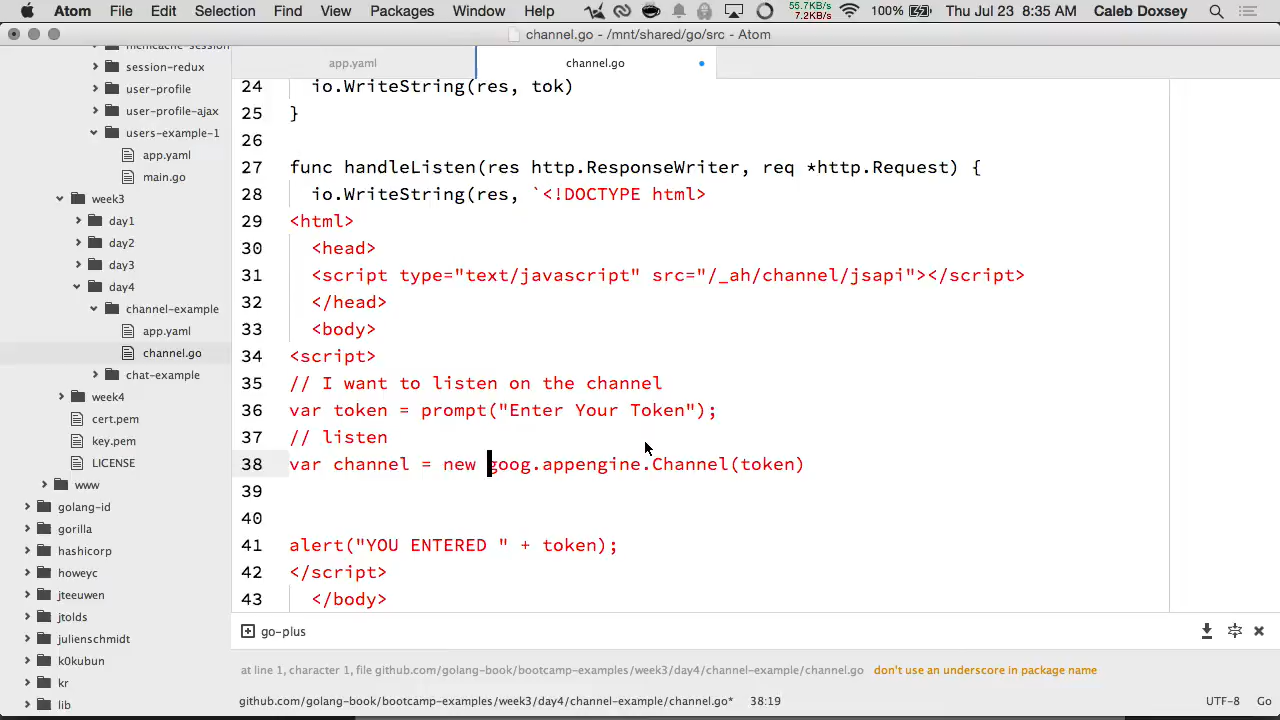 Atom File Edit Selection Find View Packages Window Help 55.7KB/s 7.2KB/s 100% Thu Jul 23 8:35 AM Caleb Doxsey
channel.go - /mnt/shared/go/src - Atom
memcache-session
session-redux
user-profile
user-profile-ajax
users-example-1
app.yaml
main.go
week3
day1
day2
day3
day4
channel-example
app.yaml
channel.go
chat-example
week4
cert.pem
key.pem
LICENSE
www
golang-id
gorilla
hashicorp
howeyc
jteeuwen
jtolds
julienschmidt
k0kubun
kr
lib
app.yaml channel.go
24 io.WriteString(res, tok)
25 }
26
27 func handleListen(res http.ResponseWriter, req *http.Request) {
28 io.WriteString(res, `<!DOCTYPE html>
29 <html>
30 <head>
31 <script type="text/javascript" src="/_ah/channel/jsapi"></script>
32 </head>
33 <body>
34 <script>
35 // I want to listen on the channel
36 var token = prompt("Enter Your Token");
37 // listen
38 var channel = new goog.appengine.Channel(token)
39
40
41 alert("YOU ENTERED " + token);
42 </script>
43 </body>
go-plus
at line 1, character 1, file github.com/golang-book/bootcamp-examples/week3/day4/channel-example/channel.go don't use an underscore in package name
github.com/golang-book/bootcamp-examples/week3/day4/channel-example/channel.go* 38:19 UTF-8 Go